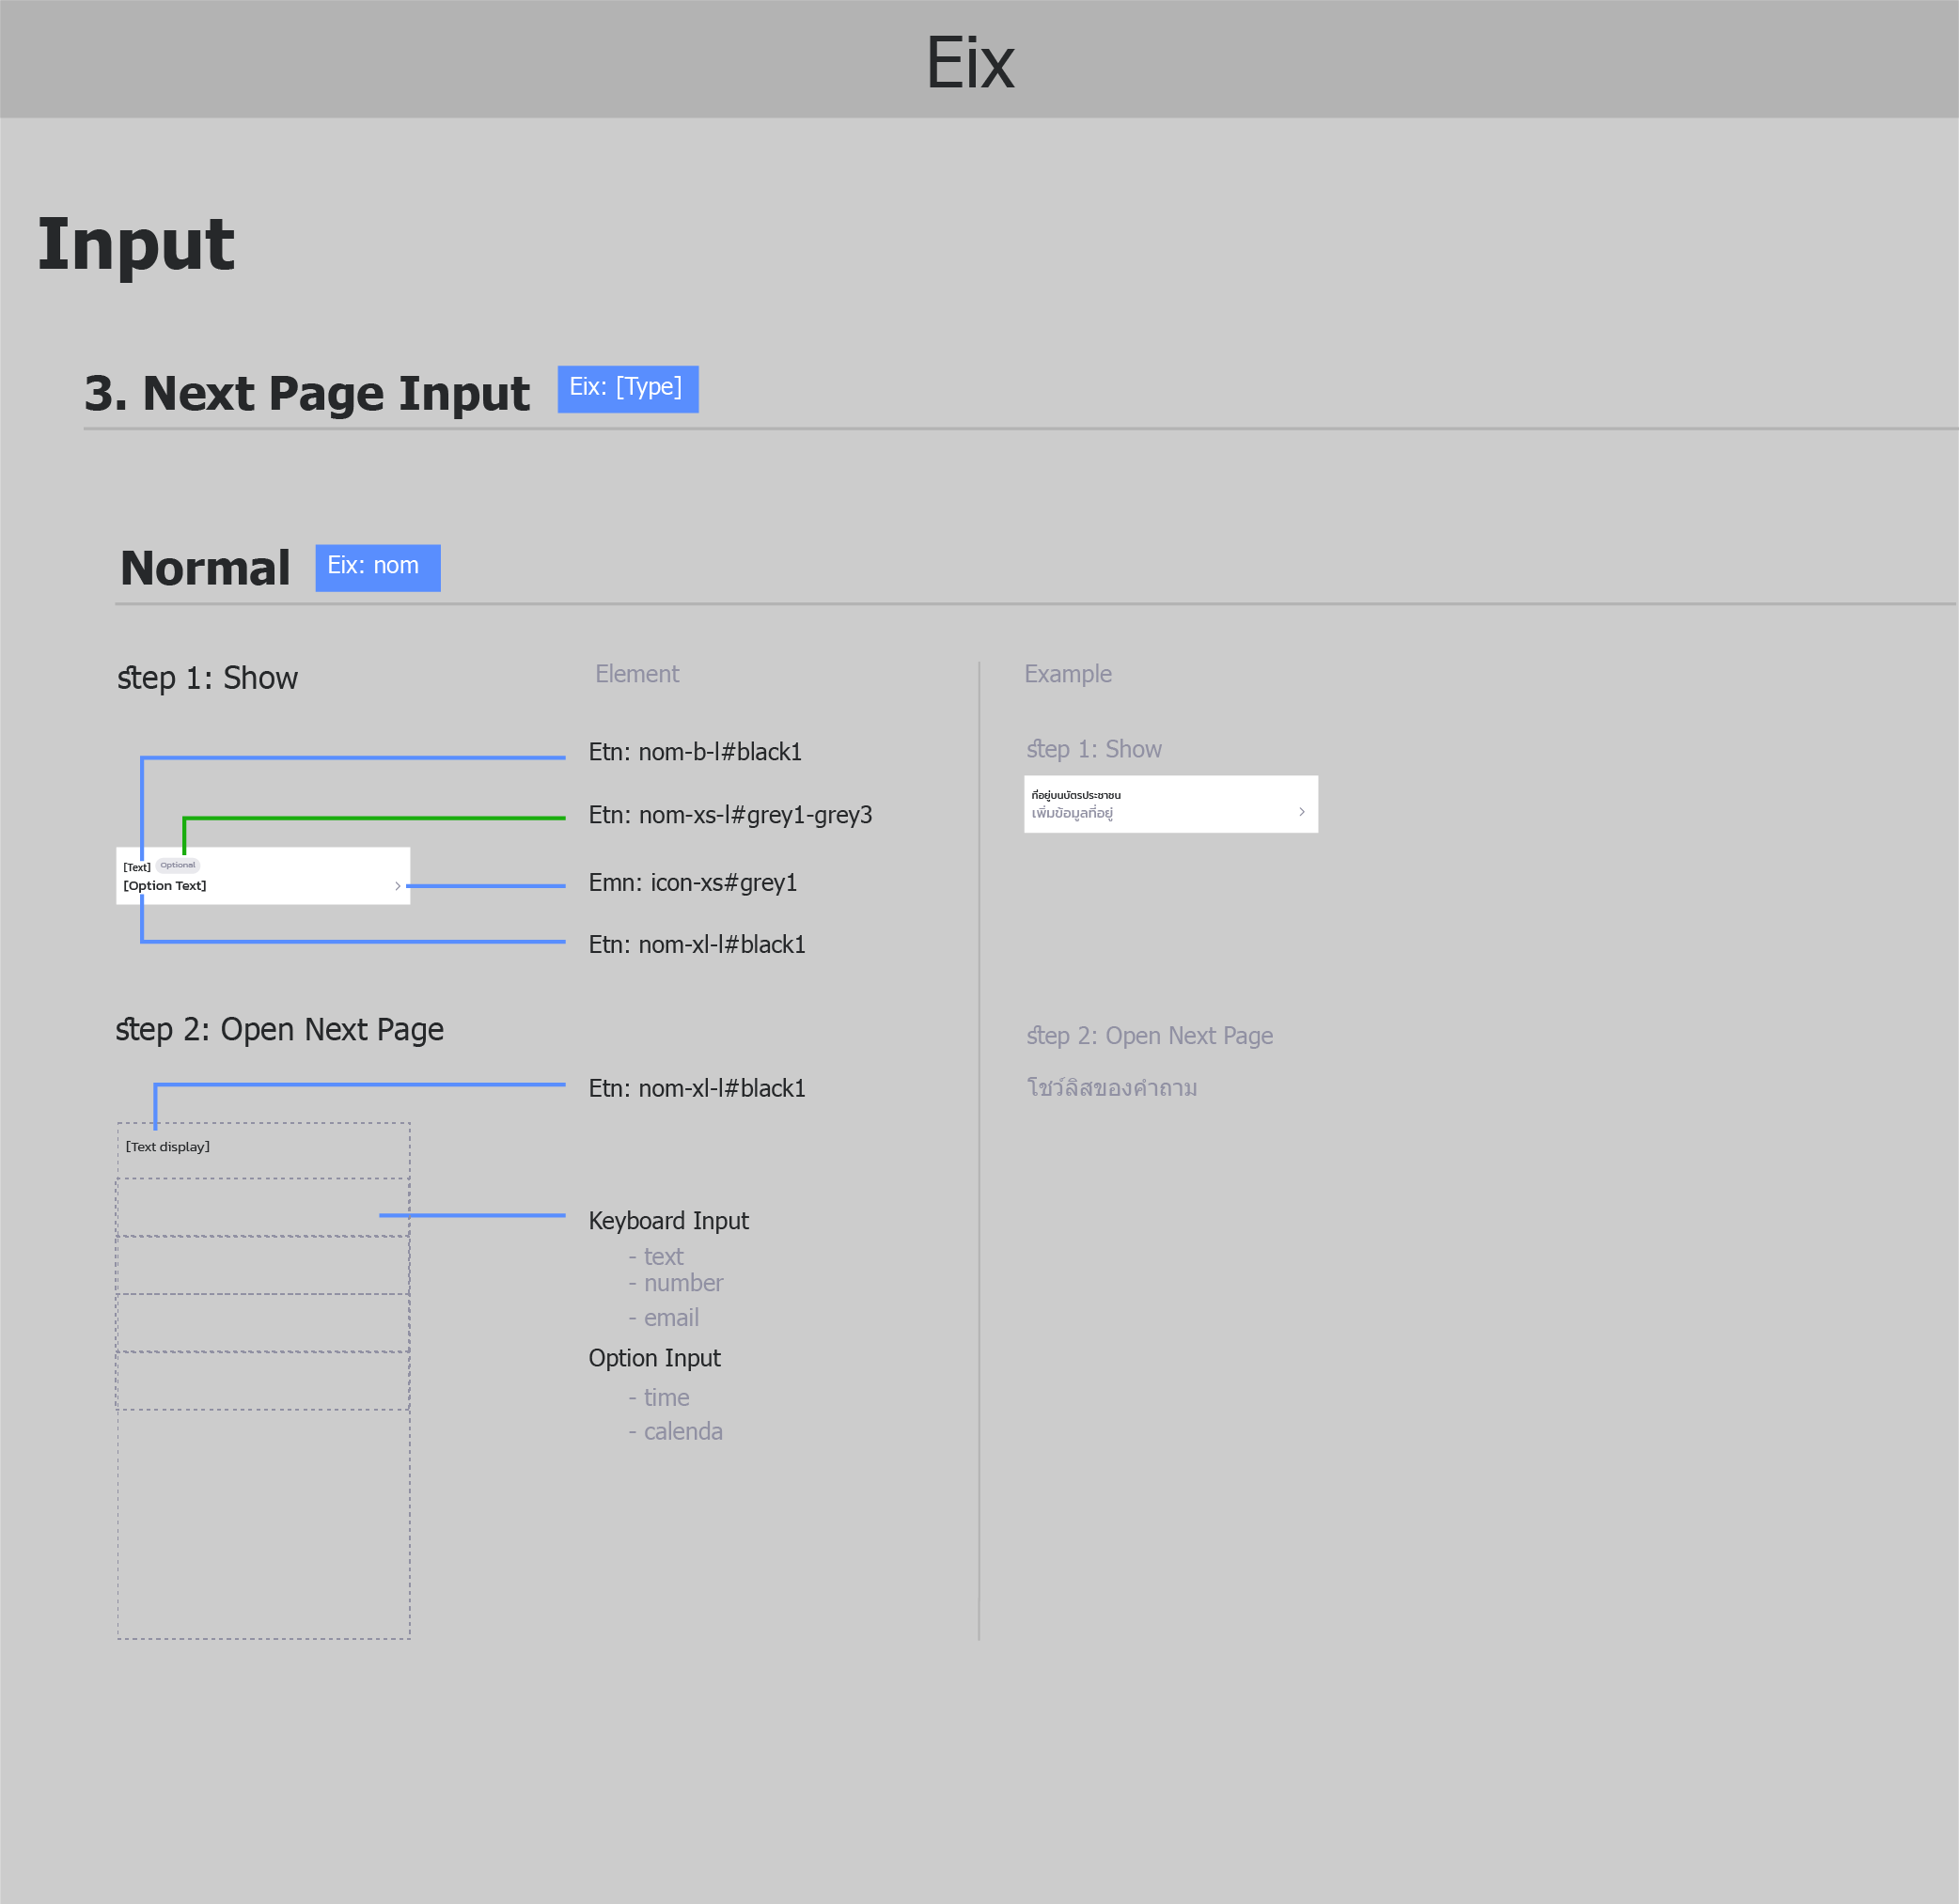 Eix
Input
3. Next Page Input
Eix: [Type]
Normal
Eix: nom
step 1: Show
Element
Example
Etn: nom-b-l#black1
step 1: Show
Etn: nom-xs-l#grey1-grey3
ที่อยู่บนบัตรประชาชน
เพิ่มข้อมูลที่อยู่
[Text]
Optional
[Option Text]
Emn: icon-xs#grey1
Etn: nom-xl-l#black1
step 2: Open Next Page
step 2: Open Next Page
Etn: nom-xl-l#black1
โชว์ลิสของคำถาม
[Text display]
Keyboard Input
- text
- number
- email
Option Input
- time
- calenda